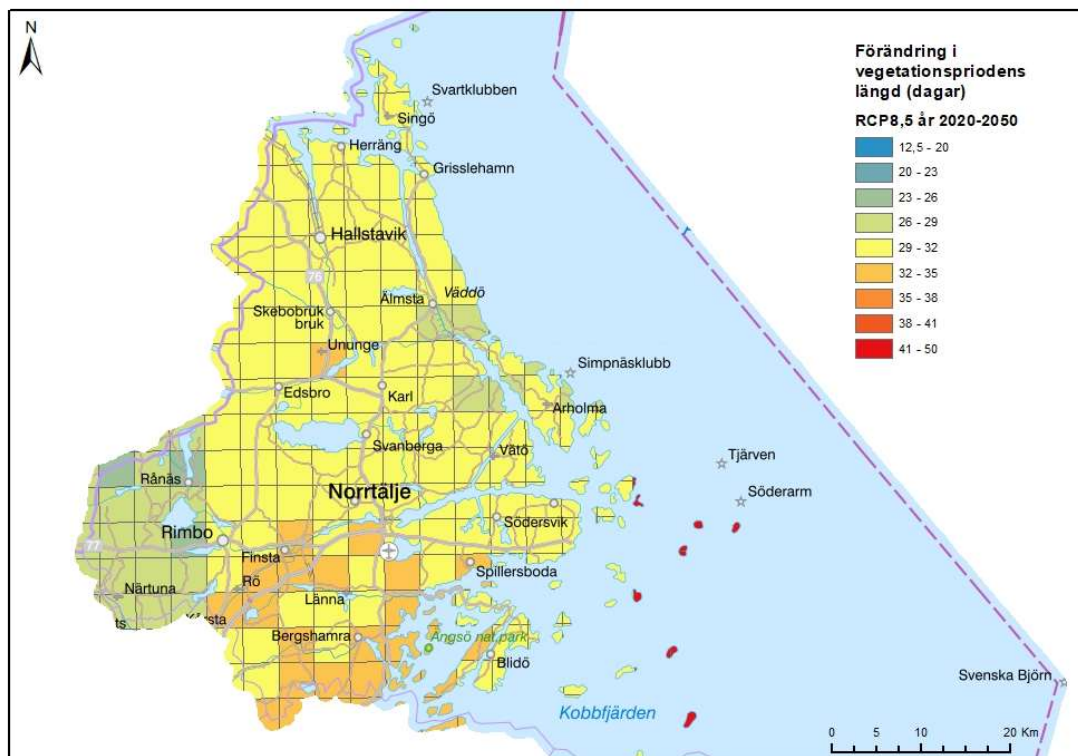 N
Svartklubben
Singö
Herräng
Grisslehamn
Hallstavik
76
Älmsta
Väddö
Skebobruk
bruk
Ununge
Simpnäsklubb
Edsbro
Karl
Arholma
Svanberga
Vätö
Tjärven
Rånäs
Norrtälje
Söderarm
Södersvik
Rimbo
77
Finsta
Spillersboda
Rö
Närtuna
Länna
ts
sta
Bergshamra
Ängsö nat.park
Blidö
Svenska Björn
Kobbfjärden
Förändring i
vegetationspriodens
längd (dagar)
RCP8,5 år 2020-2050
12,5 - 20
20 - 23
23 - 26
26 - 29
29 - 32
32 - 35
35 - 38
38 - 41
41 - 50
0 5 10 20 Km